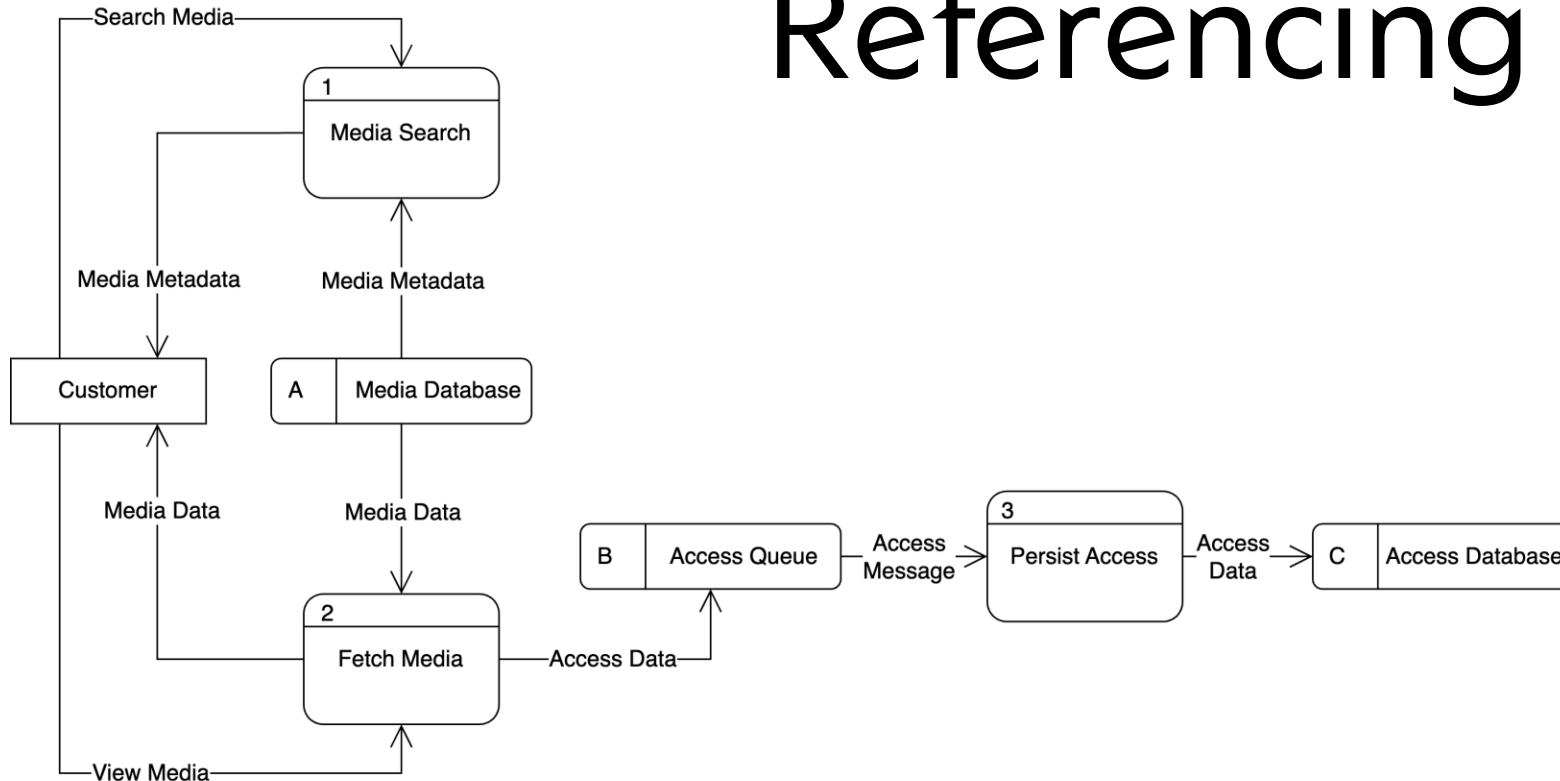 Referencing
Search Media
1
Media Search
Media Metadata
Media Metadata
Customer
A
Media Database
Media Data
Media Data
2
Fetch Media
Access Data
View Media
B
Access Queue
Access
Message
3
Persist Access
Access
Data
C
Access Database